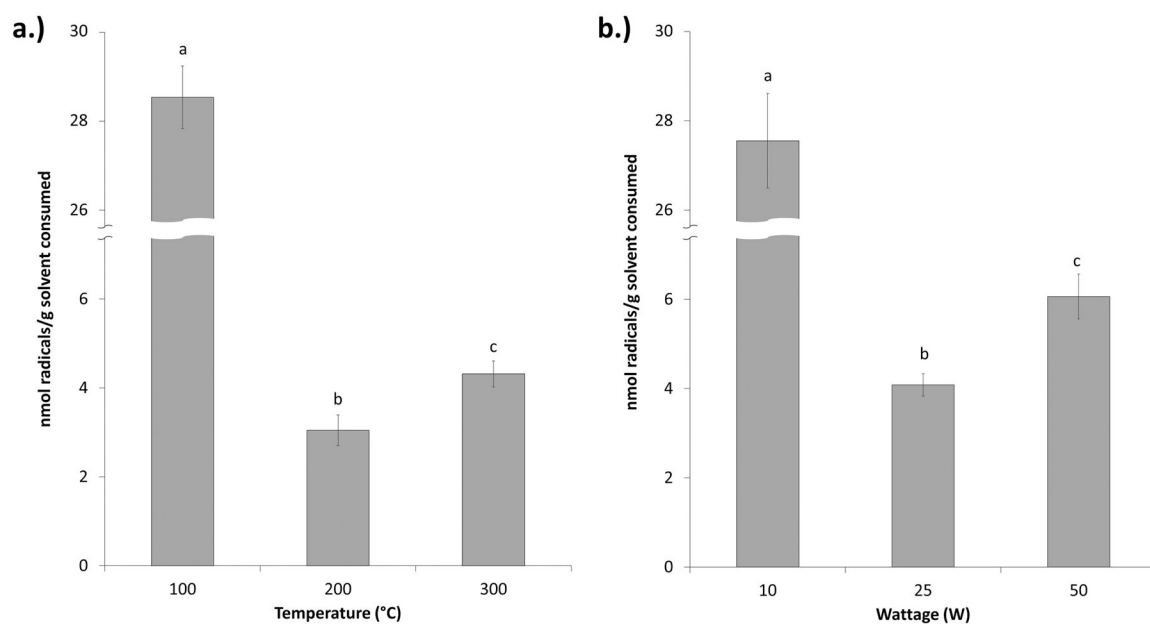 a.)
nmol radicals/g solvent consumed
30
28
26
6
4
2
0
a
b
c
100 200 300
Temperature (°C)
b.)
nmol radicals/g solvent consumed
30
28
26
6
4
2
0
a
b
c
10 25 50
Wattage (W)